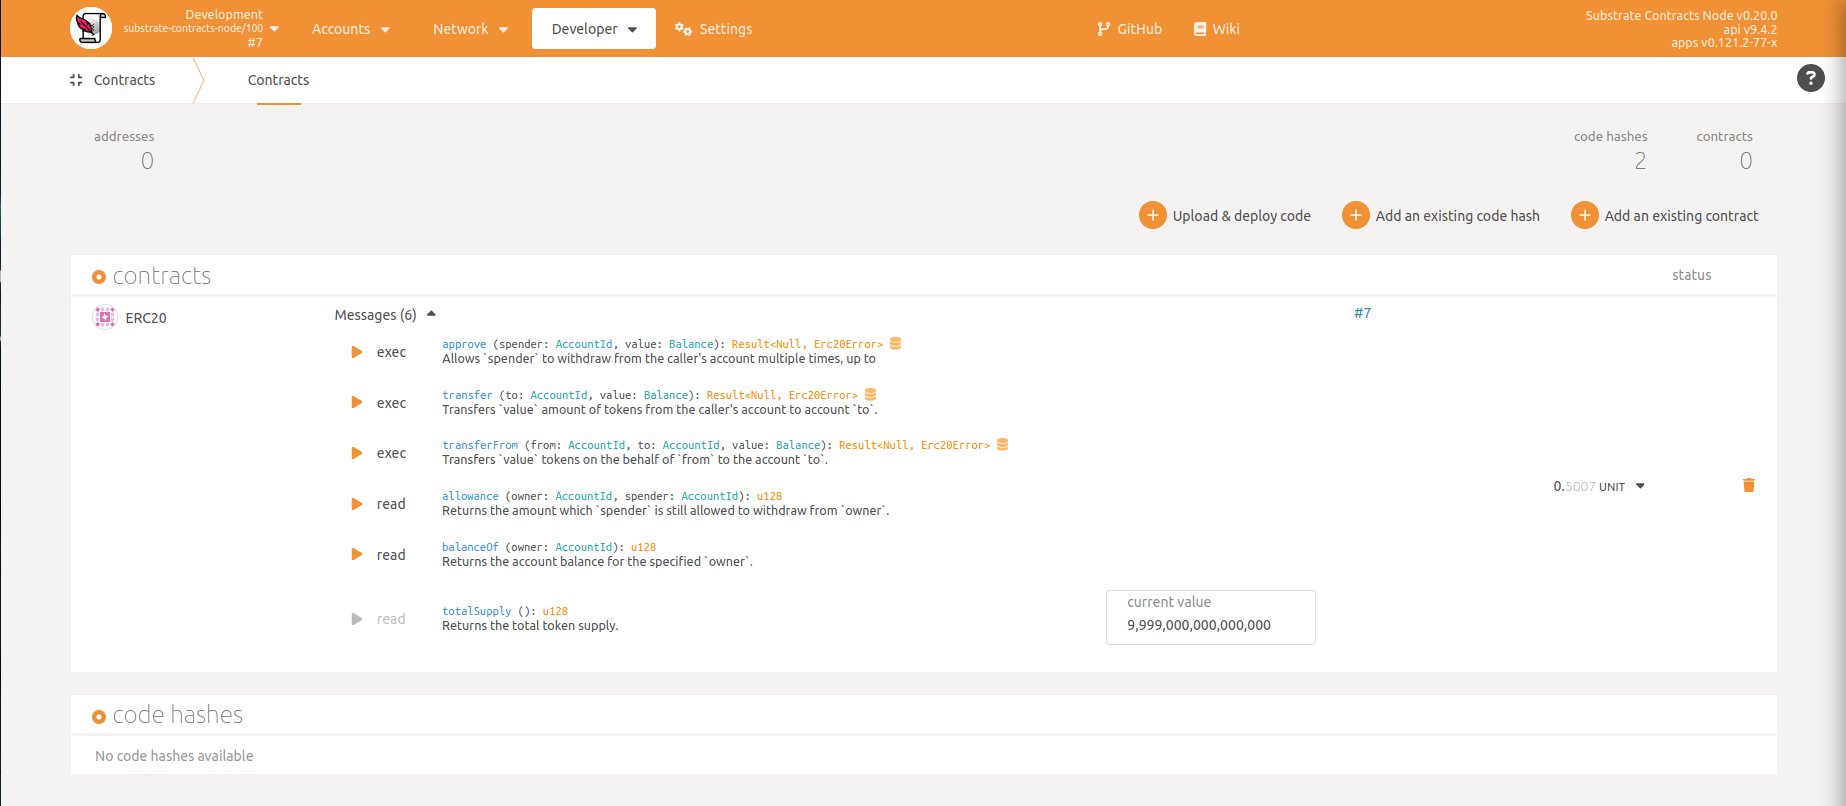 Development
substrate-contracts-node/100
#7
Accounts
Network
Developer
Settings
GitHub
Wiki
Substrate Contracts Node v0.20.0
api v9.4.2
apps v0.121.2-77-x
Contracts
Contracts
?
addresses
0
code hashes
2
contracts
0
Upload & deploy code
Add an existing code hash
Add an existing contract
contracts
status
ERC20
Messages (6)
#7
exec
approve (spender: AccountId, value: Balance): Result<Null, Erc20Error>
Allows `spender` to withdraw from the caller's account multiple times, up to
exec
transfer (to: AccountId, value: Balance): Result<Null, Erc20Error>
Transfers `value` amount of tokens from the caller's account to account `to`.
exec
transferFrom (from: AccountId, to: AccountId, value: Balance): Result<Null, Erc20Error>
Transfers `value` tokens on the behalf of `from` to the account `to`.
0.5007 UNIT
read
allowance (owner: AccountId, spender: AccountId): u128
Returns the amount which `spender` is still allowed to withdraw from `owner`.
read
balanceOf (owner: AccountId): u128
Returns the account balance for the specified `owner`.
read
totalSupply (): u128
Returns the total token supply.
current value
9,999,000,000,000,000
code hashes
No code hashes available